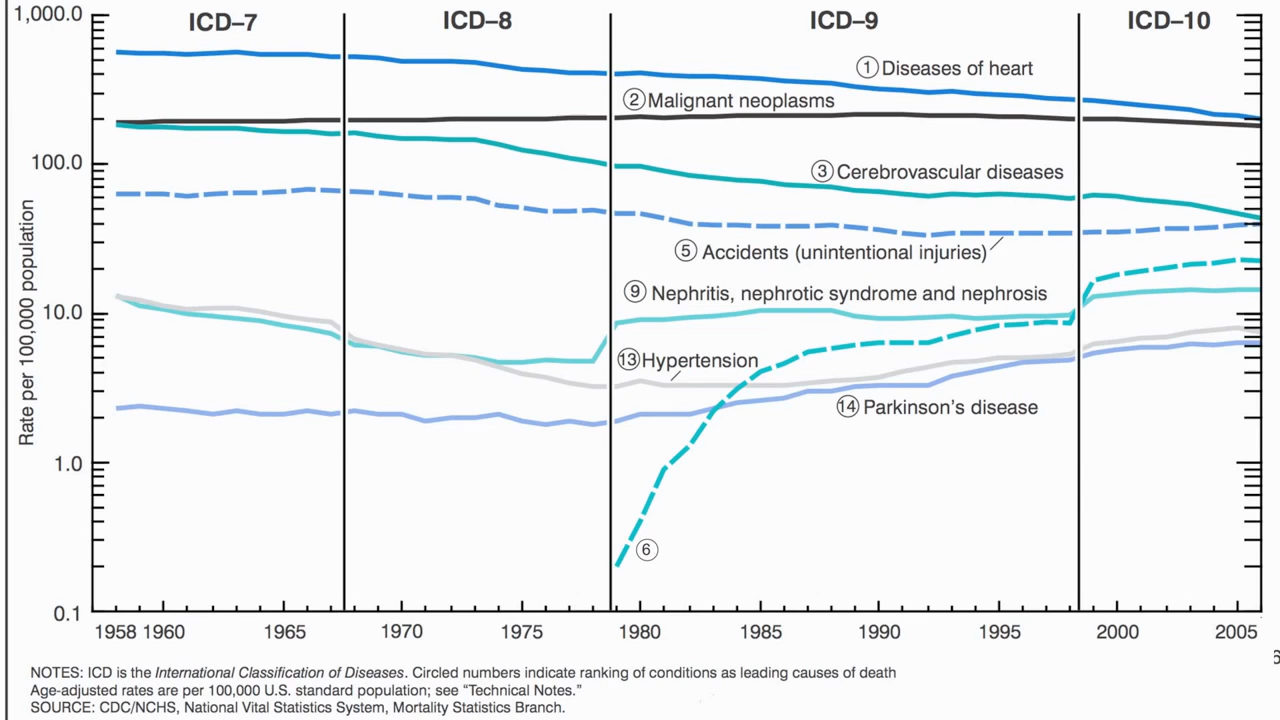 ICD–7 ICD–8 ICD–9 ICD–10
1,000.0
① Diseases of heart
② Malignant neoplasms
100.0
③ Cerebrovascular diseases
Rate per 100,000 population
⑤ Accidents (unintentional injuries)
⑨ Nephritis, nephrotic syndrome and nephrosis
10.0
⑬ Hypertension
⑭ Parkinson's disease
1.0
⑥
0.1
1958 1960 1965 1970 1975 1980 1985 1990 1995 2000 2005
6
NOTES: ICD is the International Classification of Diseases. Circled numbers indicate ranking of conditions as leading causes of death
Age-adjusted rates are per 100,000 U.S. standard population; see “Technical Notes.”
SOURCE: CDC/NCHS, National Vital Statistics System, Mortality Statistics Branch.